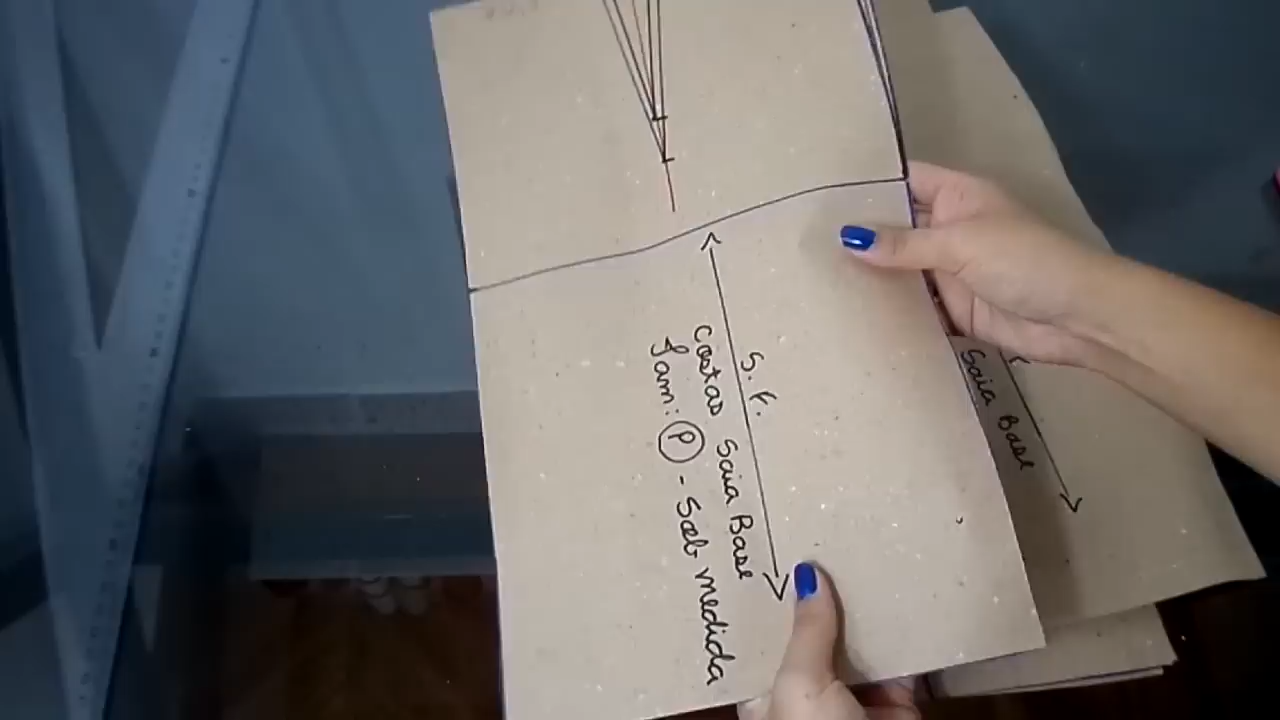 S.F.
Costas Saia Base
Tam: P - Sob medida
Saia Base